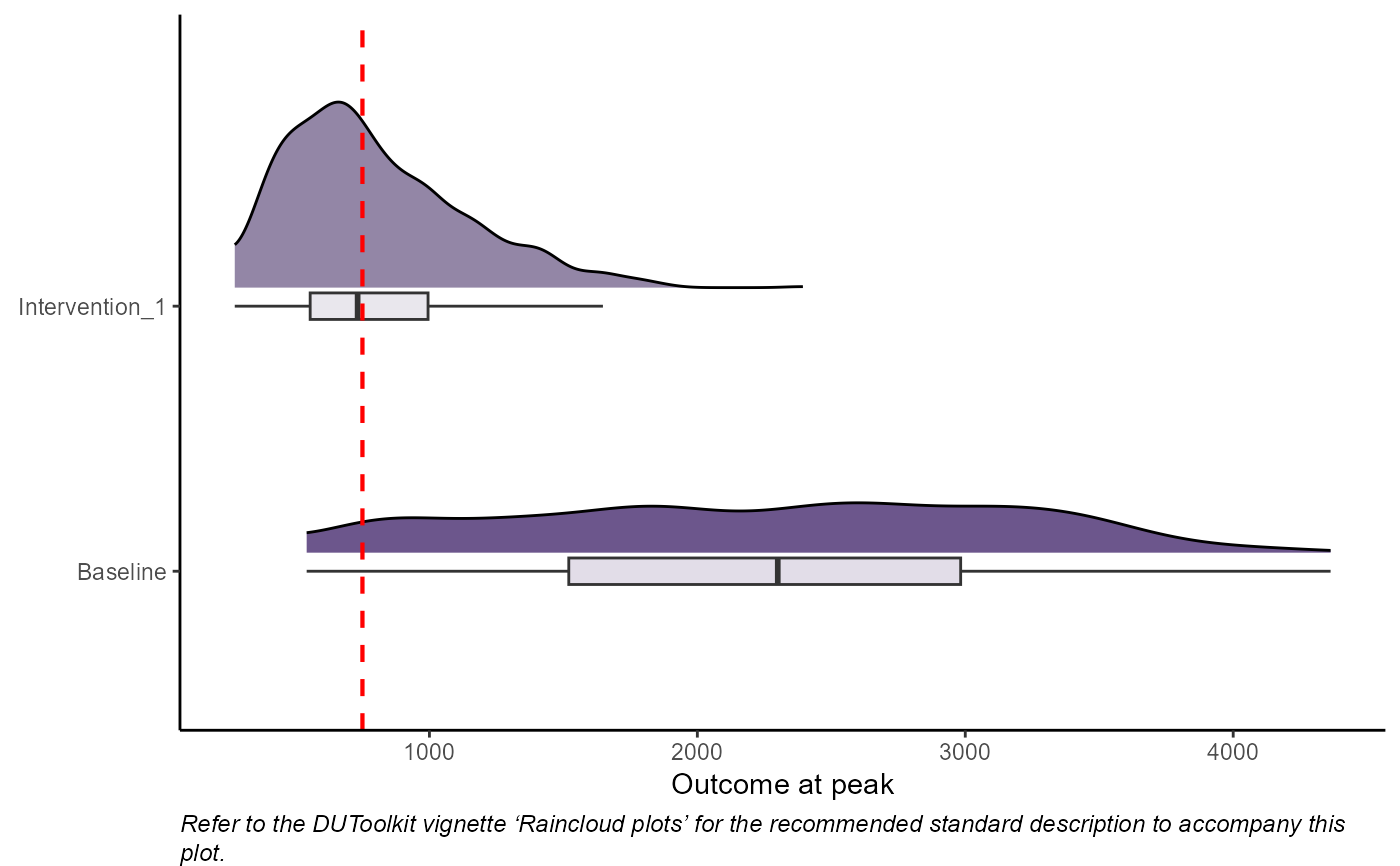 Intervention_1
Baseline
1000 2000 3000 4000
Outcome at peak
Refer to the DUToolkit vignette ‘Raincloud plots’ for the recommended standard description to accompany this
plot.